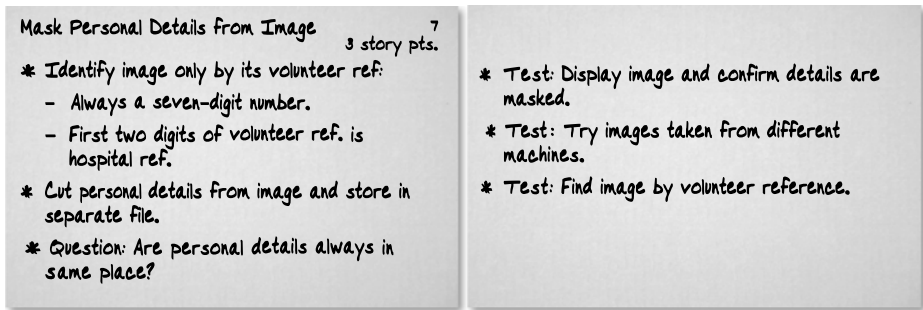 Mask Personal Details from Image
7
3 story pts.
* Identify image only by its volunteer ref:
– Always a seven-digit number.
– First two digits of volunteer ref. is
hospital ref.
* Cut personal details from image and store in
separate file.
* Question: Are personal details always in
same place?
* Test: Display image and confirm details are
masked.
* Test: Try images taken from different
machines.
* Test: Find image by volunteer reference.